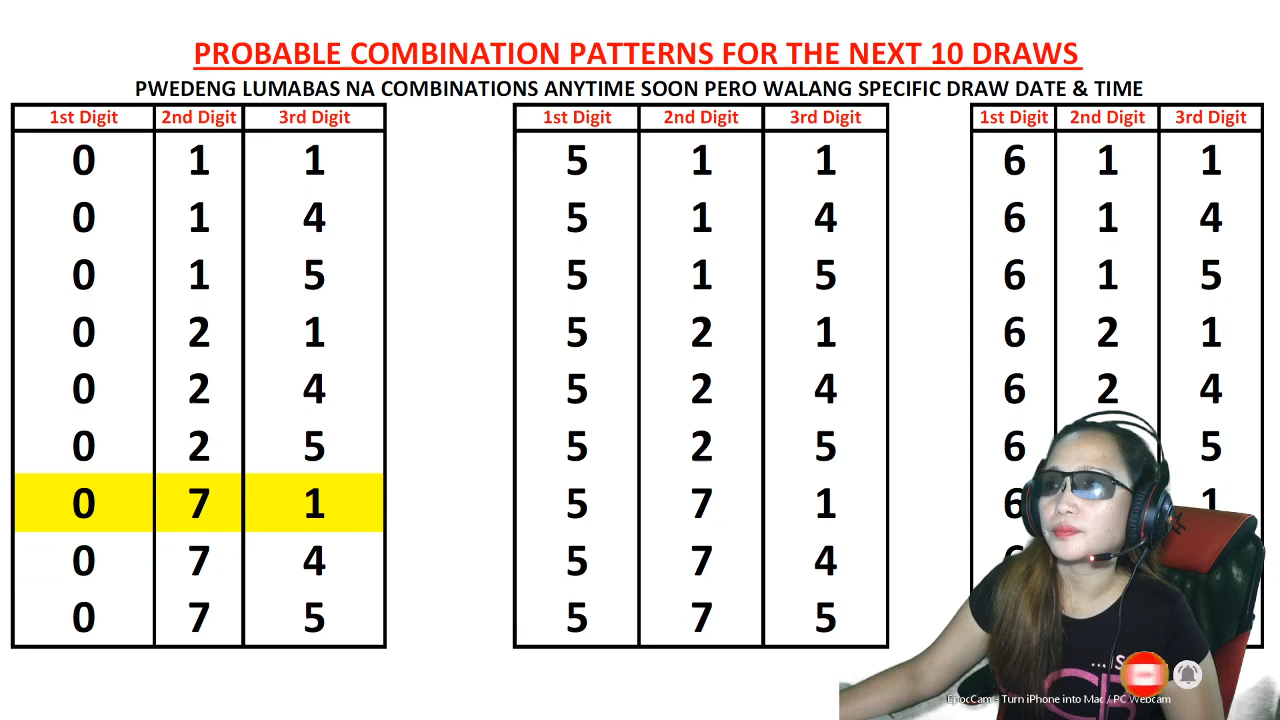 PROBABLE COMBINATION PATTERNS FOR THE NEXT 10 DRAWS
PWEDENG LUMABAS NA COMBINATIONS ANYTIME SOON PERO WALANG SPECIFIC DRAW DATE & TIME
1st Digit 2nd Digit 3rd Digit 1st Digit 2nd Digit 3rd Digit 1st Digit 2nd Digit 3rd Digit
0 1 1 5 1 1 6 1 1
0 1 4 5 1 4 6 1 4
0 1 5 5 1 5 6 1 5
0 2 1 5 2 1 6 2 1
0 2 4 5 2 4 6 2 4
0 2 5 5 2 5 6 5
0 7 1 5 7 1 6 1
0 7 4 5 7 4
0 7 5 5 7 5
EpocCam - Turn iPhone into Mac / PC Webcam